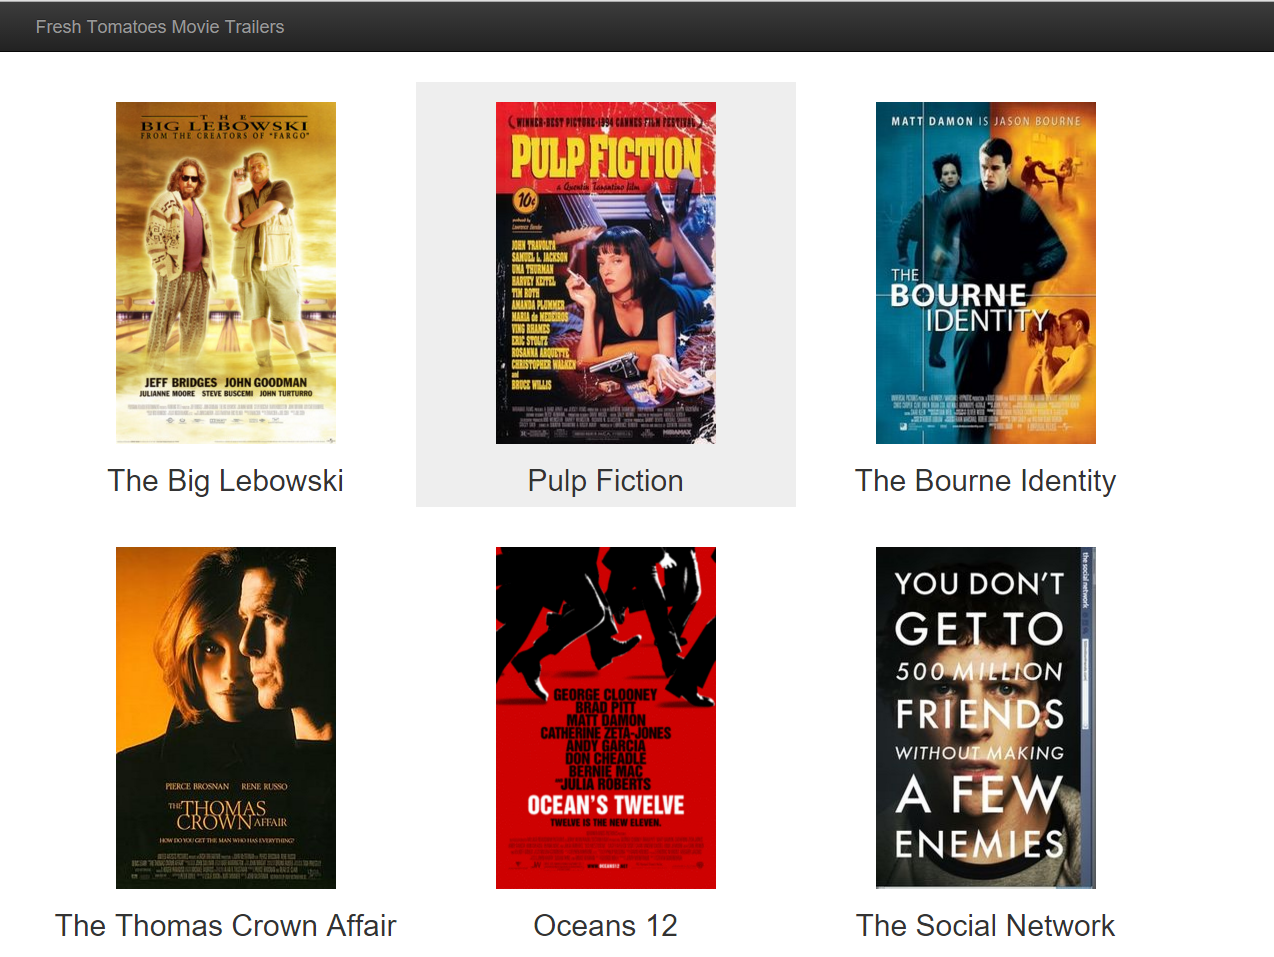 Fresh Tomatoes Movie Trailers
THE
BIG LEBOWSKI
FROM THE CREATORS OF "FARGO"
JEFF BRIDGES JOHN GOODMAN
JULIANNE MOORE STEVE BUSCEMI JOHN TURTURRO
The Big Lebowski
WINNER-BEST PICTURE-1994 CANNES FILM FESTIVAL
PULP FICTION
a Quentin Tarantino film
10¢
produced by
Lawrence Bender
JOHN TRAVOLTA
SAMUEL L. JACKSON
UMA THURMAN
HARVEY KEITEL
TIM ROTH
AMANDA PLUMMER
MARIA de MEDEIROS
VING RHAMES
ERIC STOLTZ
ROSANNA ARQUETTE
CHRISTOPHER WALKEN
and
BRUCE WILLIS
MIRAMAX
Pulp Fiction
MATT DAMON IS JASON BOURNE
THE
BOURNE
IDENTITY
The Bourne Identity
PIERCE BROSNAN RENE RUSSO
THE THOMAS
CROWN AFFAIR
HOW DO YOU GET THE MAN WHO HAS EVERYTHING?
The Thomas Crown Affair
GEORGE CLOONEY
BRAD PITT
MATT DAMON
CATHERINE ZETA-JONES
ANDY GARCIA
DON CHEADLE
BERNIE MAC
AND JULIA ROBERTS
OCEAN'S TWELVE
TWELVE IS THE NEW ELEVEN.
Oceans 12
the social network
YOU DON'T
GET TO
500 MILLION
FRIENDS
WITHOUT MAKING
A FEW
ENEMIES
The Social Network